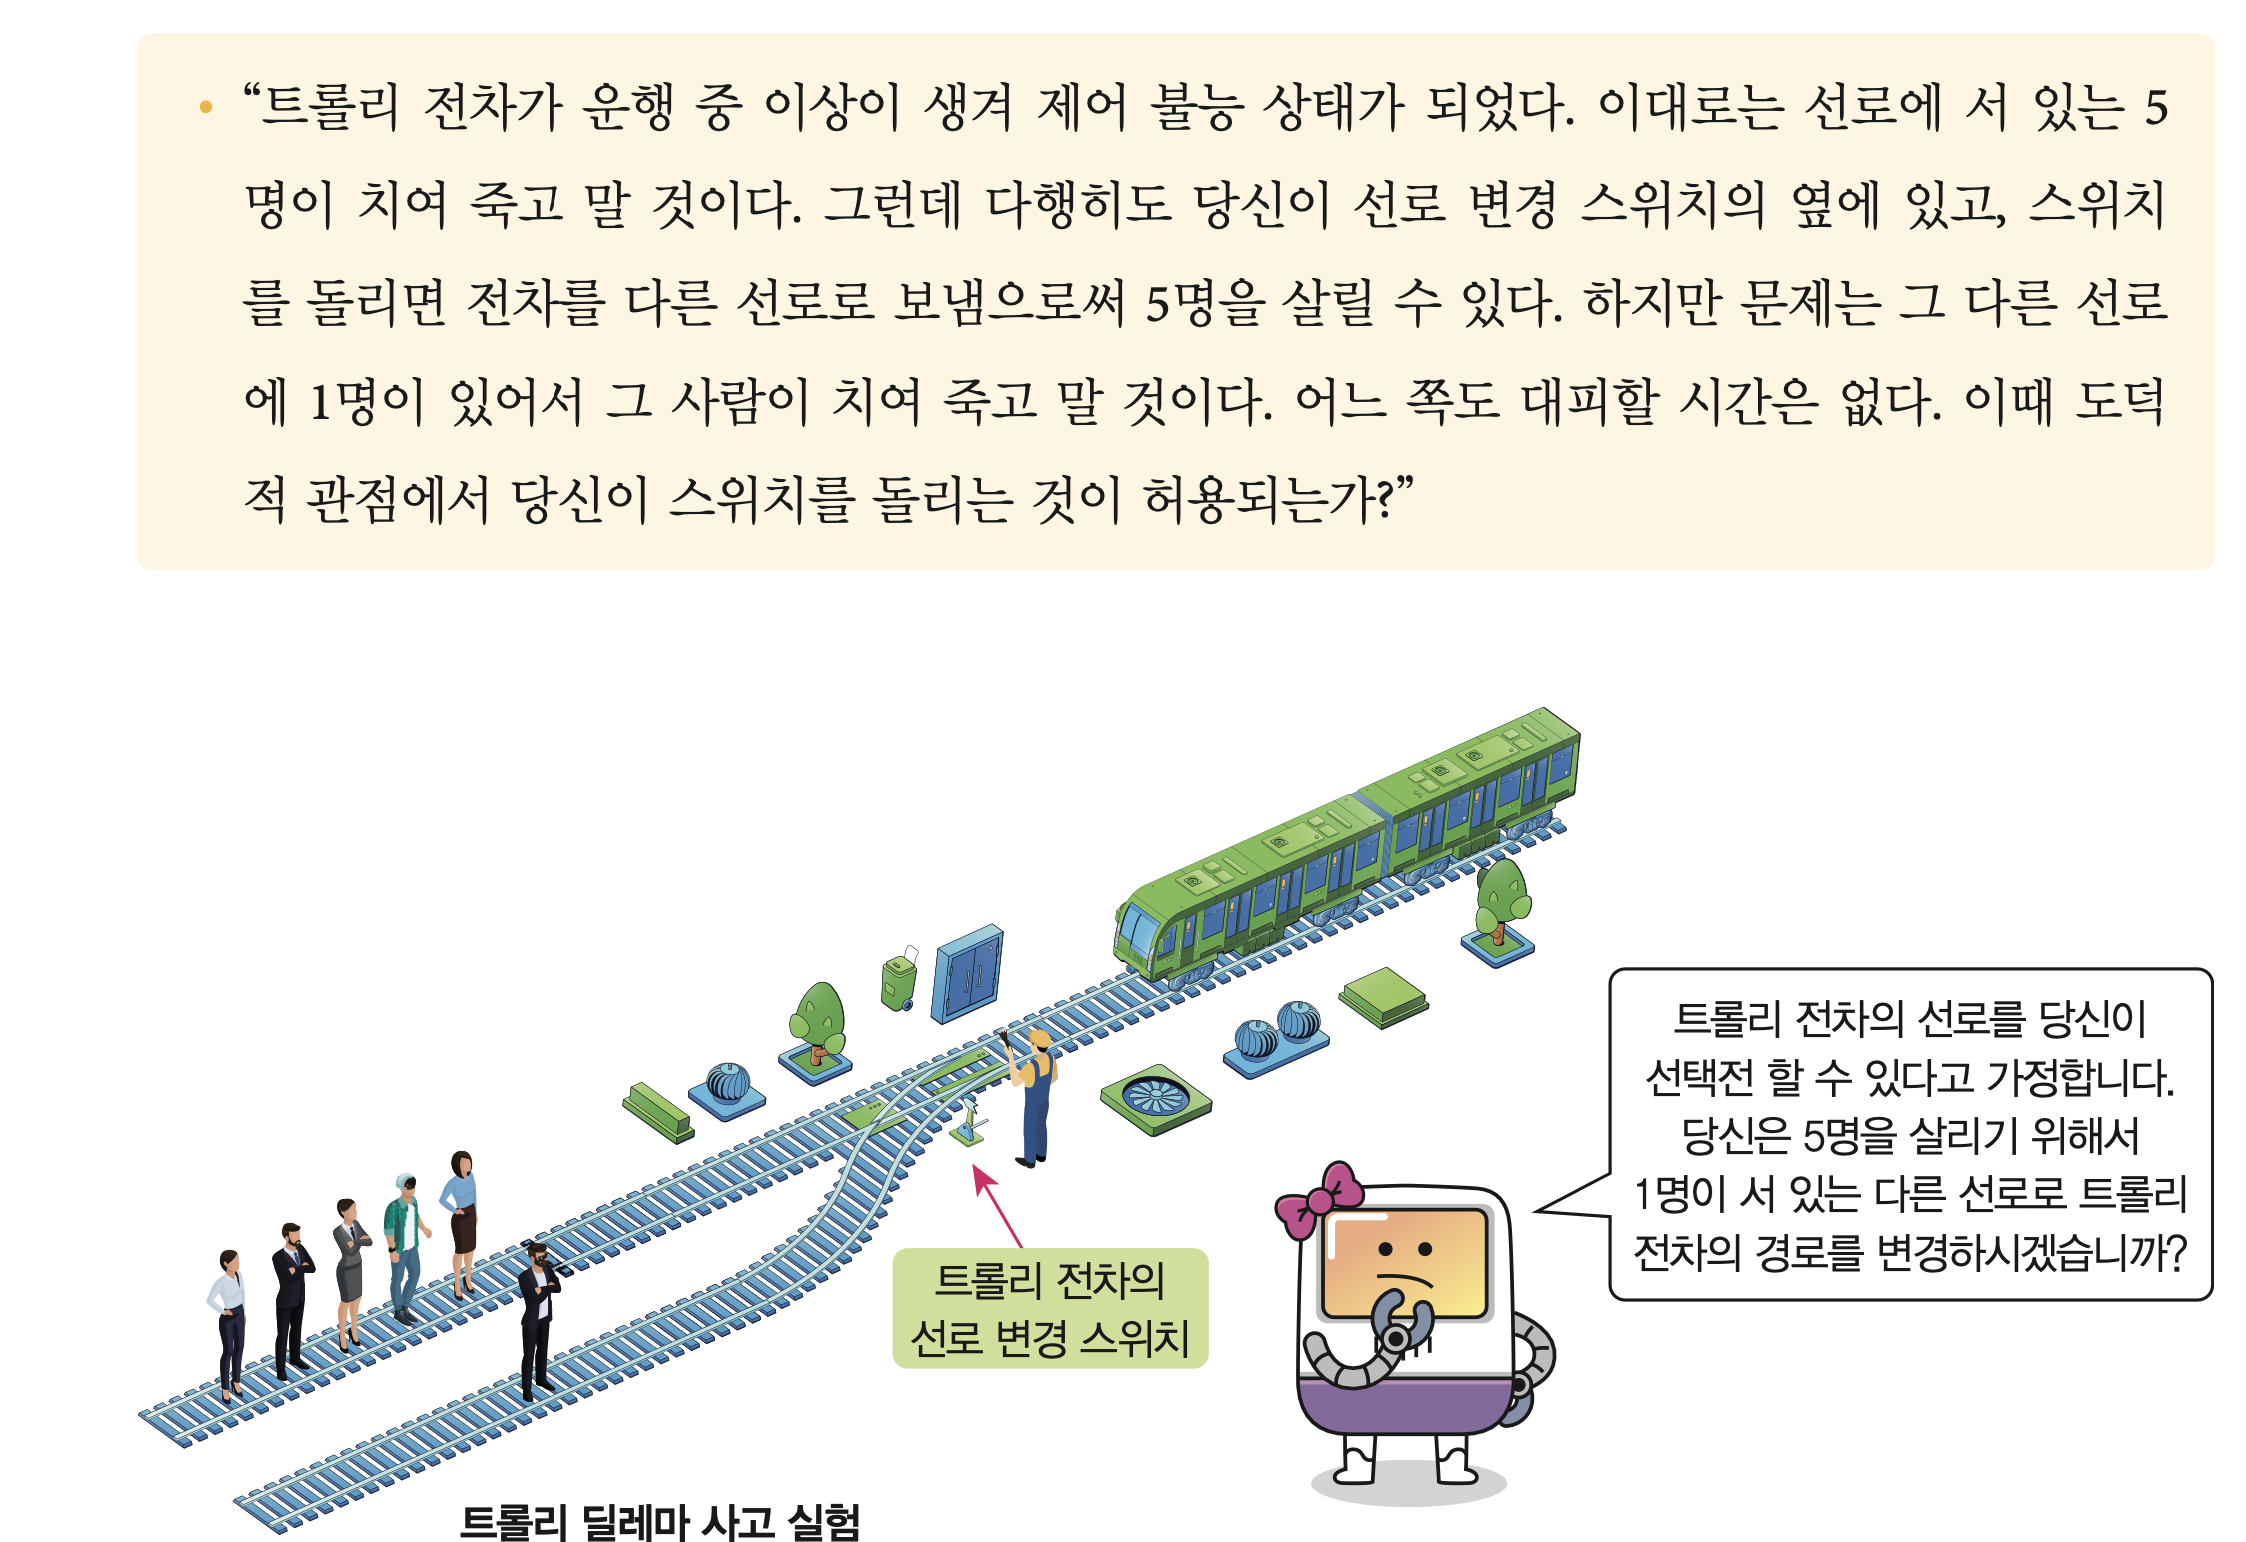 • “트롤리 전차가 운행 중 이상이 생겨 제어 불능 상태가 되었다. 이대로는 선로에 서 있는 5
명이 치여 죽고 말 것이다. 그런데 다행히도 당신이 선로 변경 스위치의 옆에 있고, 스위치
를 돌리면 전차를 다른 선로로 보냄으로써 5명을 살릴 수 있다. 하지만 문제는 그 다른 선로
에 1명이 있어서 그 사람이 치여 죽고 말 것이다. 어느 쪽도 대피할 시간은 없다. 이때 도덕
적 관점에서 당신이 스위치를 돌리는 것이 허용되는가?”
트롤리 전차의 선로를 당신이
선택전 할 수 있다고 가정합니다.
당신은 5명을 살리기 위해서
1명이 서 있는 다른 선로로 트롤리
전차의 경로를 변경하시겠습니까?
트롤리 전차의
선로 변경 스위치
트롤리 딜레마 사고 실험